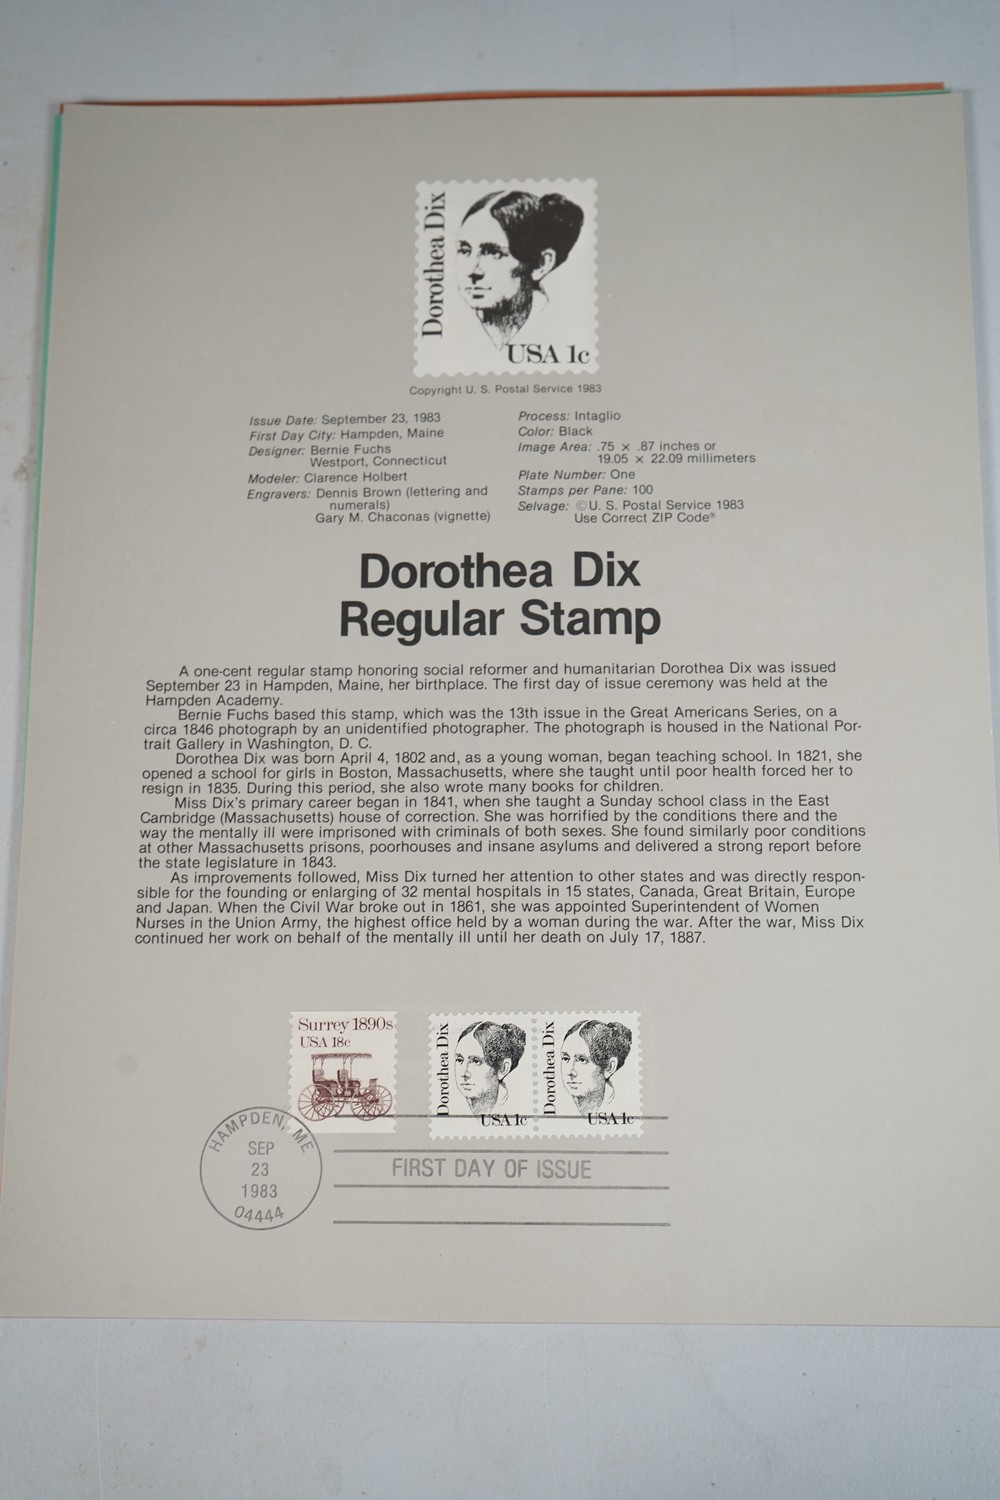 Dorothea Dix
USA 1c
Copyright U. S. Postal Service 1983
Issue Date: September 23, 1983
First Day City: Hampden, Maine
Designer: Bernie Fuchs
Westport, Connecticut
Modeler: Clarence Holbert
Engravers: Dennis Brown (lettering and
numerals)
Gary M. Chaconas (vignette)
Process: Intaglio
Color: Black
Image Area: .75 × .87 inches or
19.05 × 22.09 millimeters
Plate Number: One
Stamps per Pane: 100
Selvage: ©U. S. Postal Service 1983
Use Correct ZIP Code®
Dorothea Dix
Regular Stamp
A one-cent regular stamp honoring social reformer and humanitarian Dorothea Dix was issued
September 23 in Hampden, Maine, her birthplace. The first day of issue ceremony was held at the
Hampden Academy.
Bernie Fuchs based this stamp, which was the 13th issue in the Great Americans Series, on a
circa 1846 photograph by an unidentified photographer. The photograph is housed in the National Por-
trait Gallery in Washington, D. C.
Dorothea Dix was born April 4, 1802 and, as a young woman, began teaching school. In 1821, she
opened a school for girls in Boston, Massachusetts, where she taught until poor health forced her to
resign in 1835. During this period, she also wrote many books for children.
Miss Dix's primary career began in 1841, when she taught a Sunday school class in the East
Cambridge (Massachusetts) house of correction. She was horrified by the conditions there and the
way the mentally ill were imprisoned with criminals of both sexes. She found similarly poor conditions
at other Massachusetts prisons, poorhouses and insane asylums and delivered a strong report before
the state legislature in 1843.
As improvements followed, Miss Dix turned her attention to other states and was directly respon-
sible for the founding or enlarging of 32 mental hospitals in 15 states, Canada, Great Britain, Europe
and Japan. When the Civil War broke out in 1861, she was appointed Superintendent of Women
Nurses in the Union Army, the highest office held by a woman during the war. After the war, Miss Dix
continued her work on behalf of the mentally ill until her death on July 17, 1887.
Surrey 1890s
USA 18c
Dorothea Dix
USA 1c
Dorothea Dix
USA 1c
HAMPDEN, ME
SEP
23
1983
04444
FIRST DAY OF ISSUE